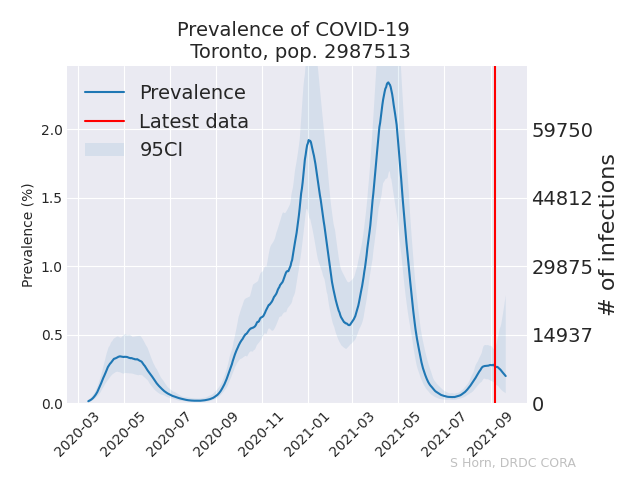 Prevalence of COVID-19
Toronto, pop. 2987513
Prevalence
Latest data
95CI
Prevalence (%)
2.0
1.5
1.0
0.5
0.0
59750
44812
29875
14937
0
# of infections
2020-03
2020-05
2020-07
2020-09
2020-11
2021-01
2021-03
2021-05
2021-07
2021-09
S Horn, DRDC CORA